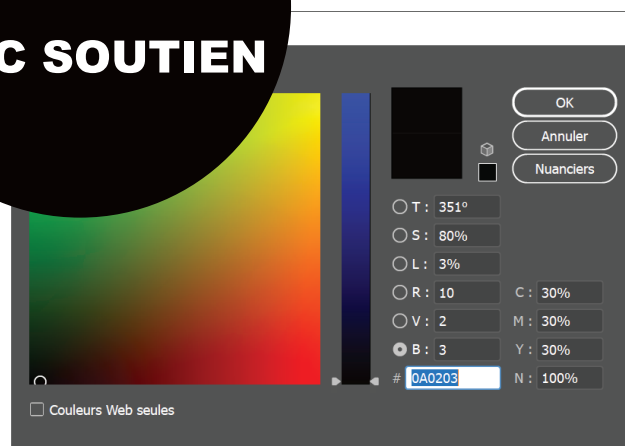 C SOUTIEN
OK
Annuler
Nuanciers
T : 351°
S : 80%
L : 3%
R : 10 C : 30%
V : 2 M : 30%
B : 3 Y : 30%
# 0A0203 N : 100%
Couleurs Web seules